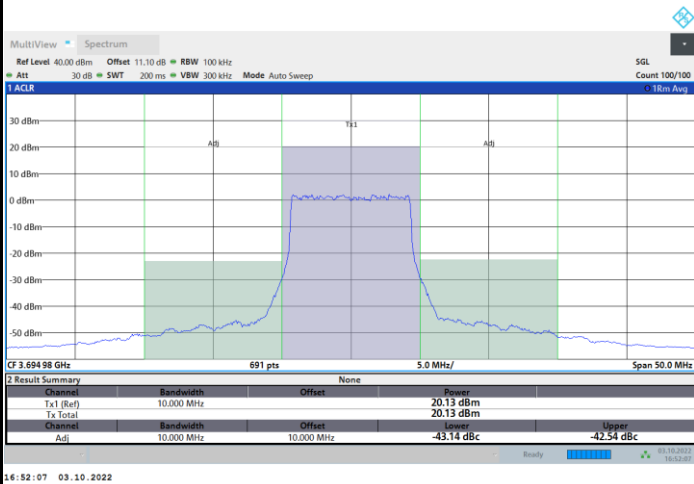 MultiView Spectrum
Ref Level 40.00 dBm Offset 11.10 dB RBW 100 kHz SGL
Att 30 dB SWT 200 ms VBW 300 kHz Mode Auto Sweep Count 100/100
1 ACLR 1Rm Avg
30 dBm
Tx1
20 dBm
Adj Adj
10 dBm
0 dBm
-10 dBm
-20 dBm
-30 dBm
-40 dBm
-50 dBm
CF 3.694 98 GHz 691 pts 5.0 MHz/ Span 50.0 MHz
2 Result Summary None
Channel Bandwidth Offset Power
Tx1 (Ref) 10.000 MHz 20.13 dBm
Tx Total 20.13 dBm
Channel Bandwidth Offset Lower Upper
Adj 10.000 MHz 10.000 MHz -43.14 dBc -42.54 dBc
Ready 03.10.2022
16:52:07
16:52:07 03.10.2022